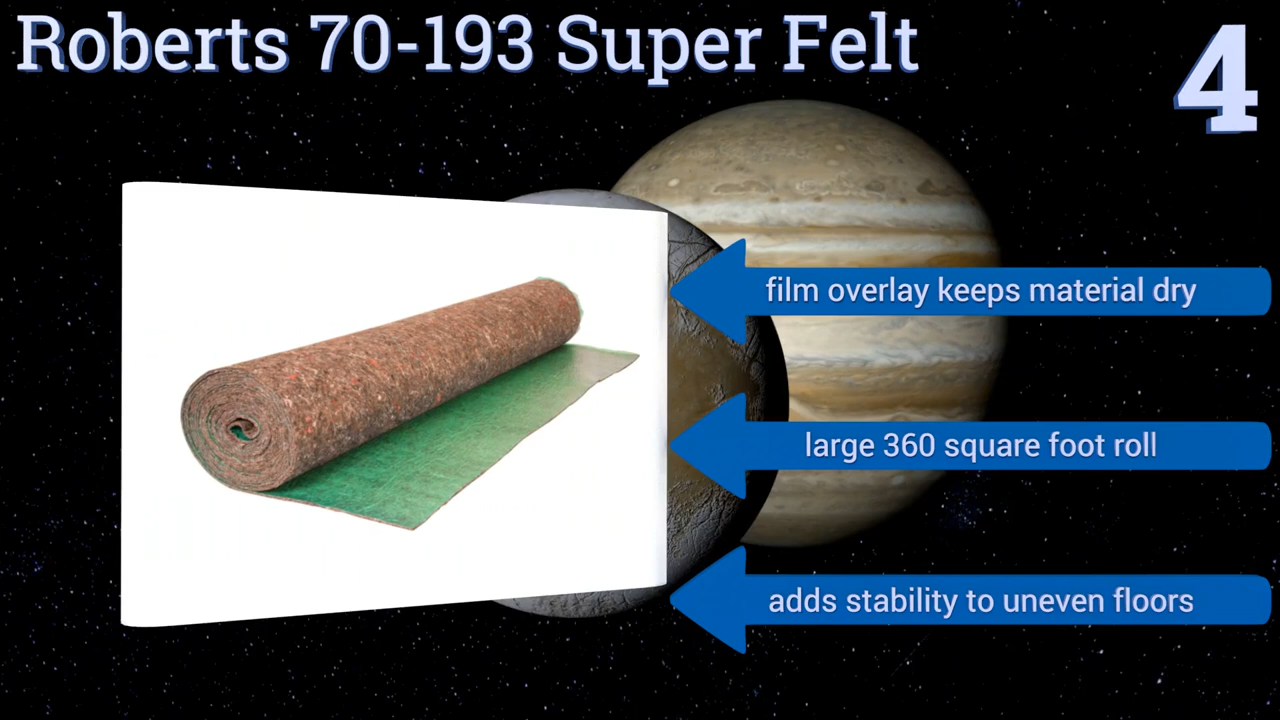 Roberts 70-193 Super Felt
4
film overlay keeps material dry
large 360 square foot roll
adds stability to uneven floors